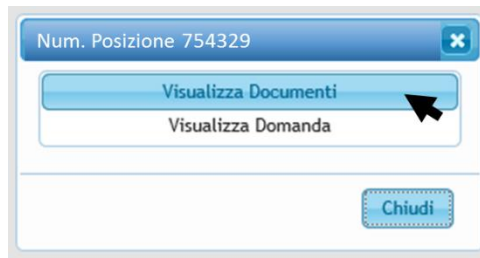 Num. Posizione 754329
Visualizza Documenti
Visualizza Domanda
Chiudi